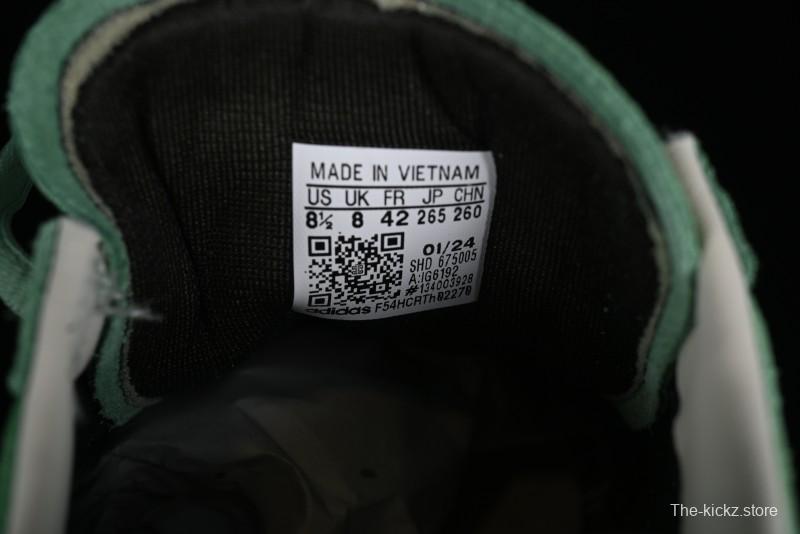 MADE IN VIETNAM
US UK FR JP CHN
8½ 8 42 265 260
01/24
SHD 675005
A:IG6192
#134003928
adidas F54HCRTh02270
The-kickz.store